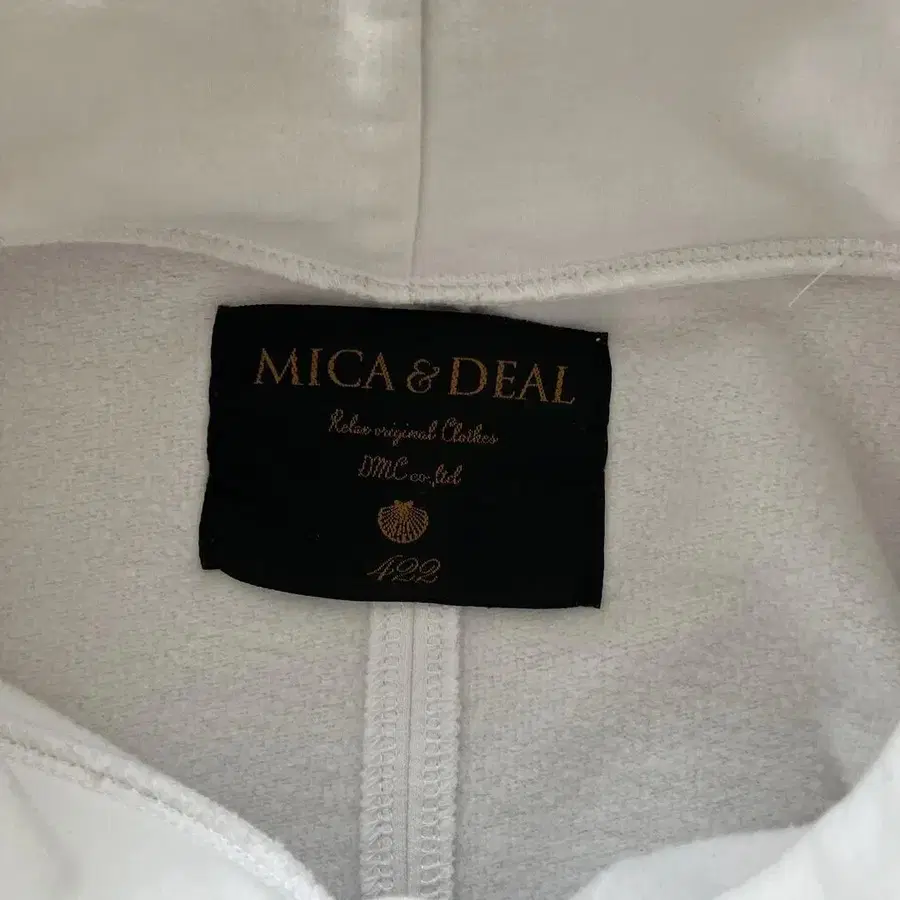 MICA & DEAL
Relax original Clothes
DMC co.,ltd
422